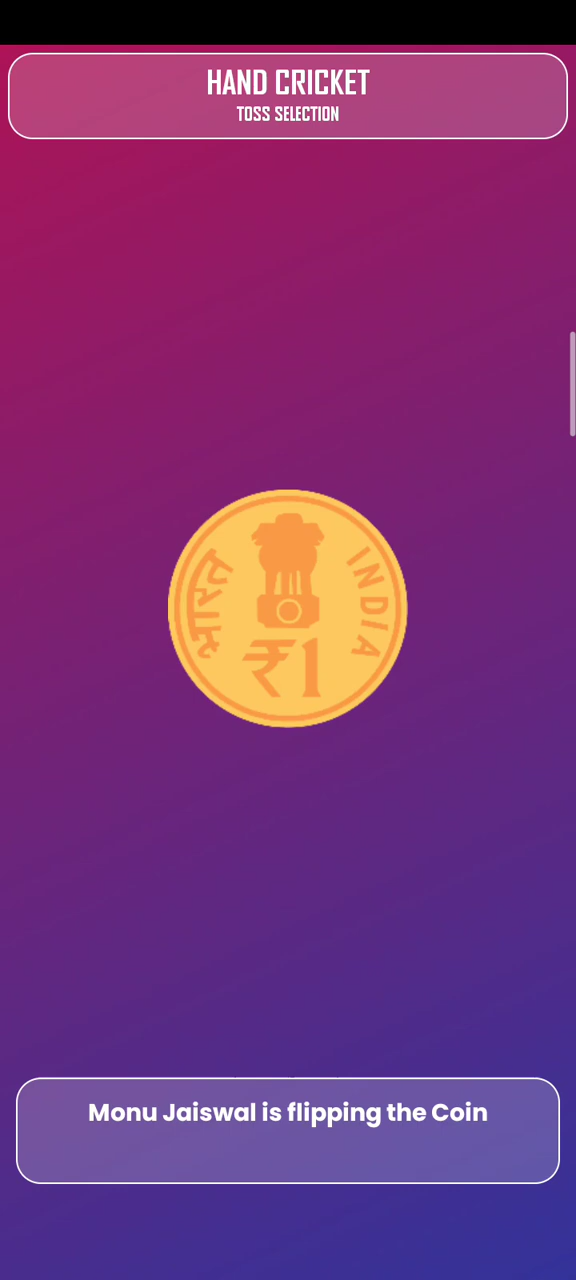 HAND CRICKET
TOSS SELECTION
भारत
INDIA
₹1
Monu Jaiswal is flipping the Coin